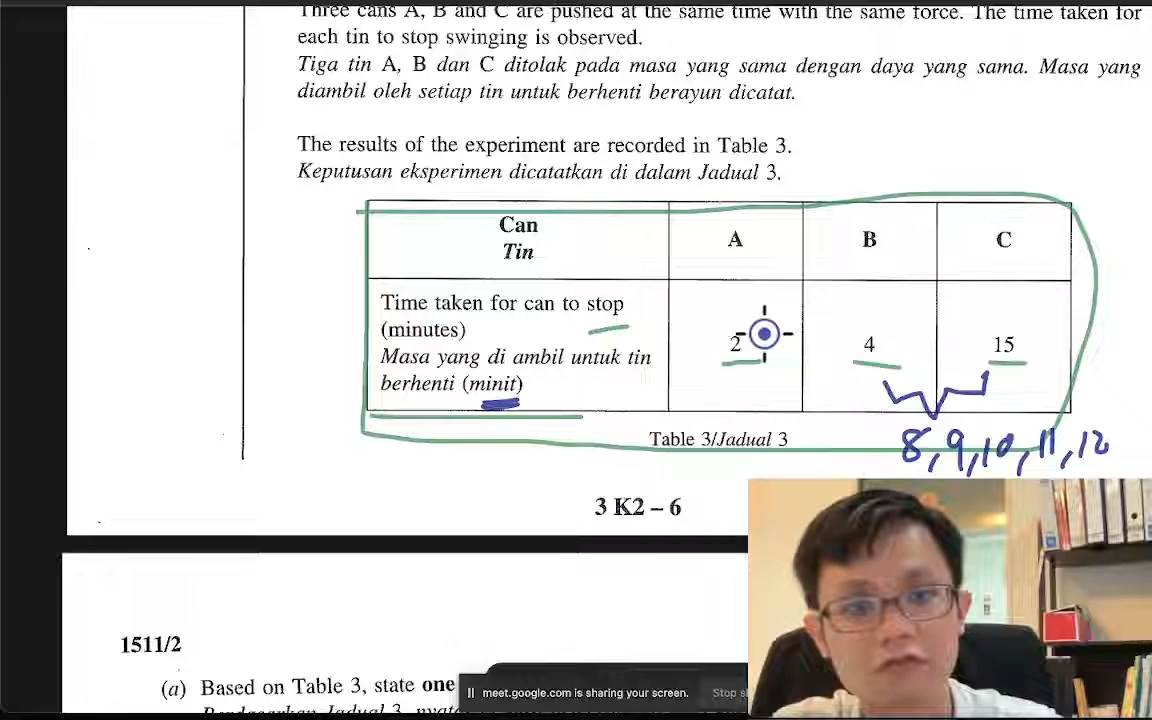 Three cans A, B and C are pushed at the same time with the same force. The time taken for
each tin to stop swinging is observed.
Tiga tin A, B dan C ditolak pada masa yang sama dengan daya yang sama. Masa yang
diambil oleh setiap tin untuk berhenti berayun dicatat.
The results of the experiment are recorded in Table 3.
Keputusan eksperimen dicatatkan di dalam Jadual 3.
Can
Tin
A
B
C
Time taken for can to stop
(minutes)
Masa yang di ambil untuk tin
berhenti (minit)
2
4
15
Table 3/Jadual 3
8, 9, 10, 11, 12
3 K2 – 6
1511/2
(a) Based on Table 3, state one
Berdasarkan Jadual 3, nyat
meet.google.com is sharing your screen.
Stop s